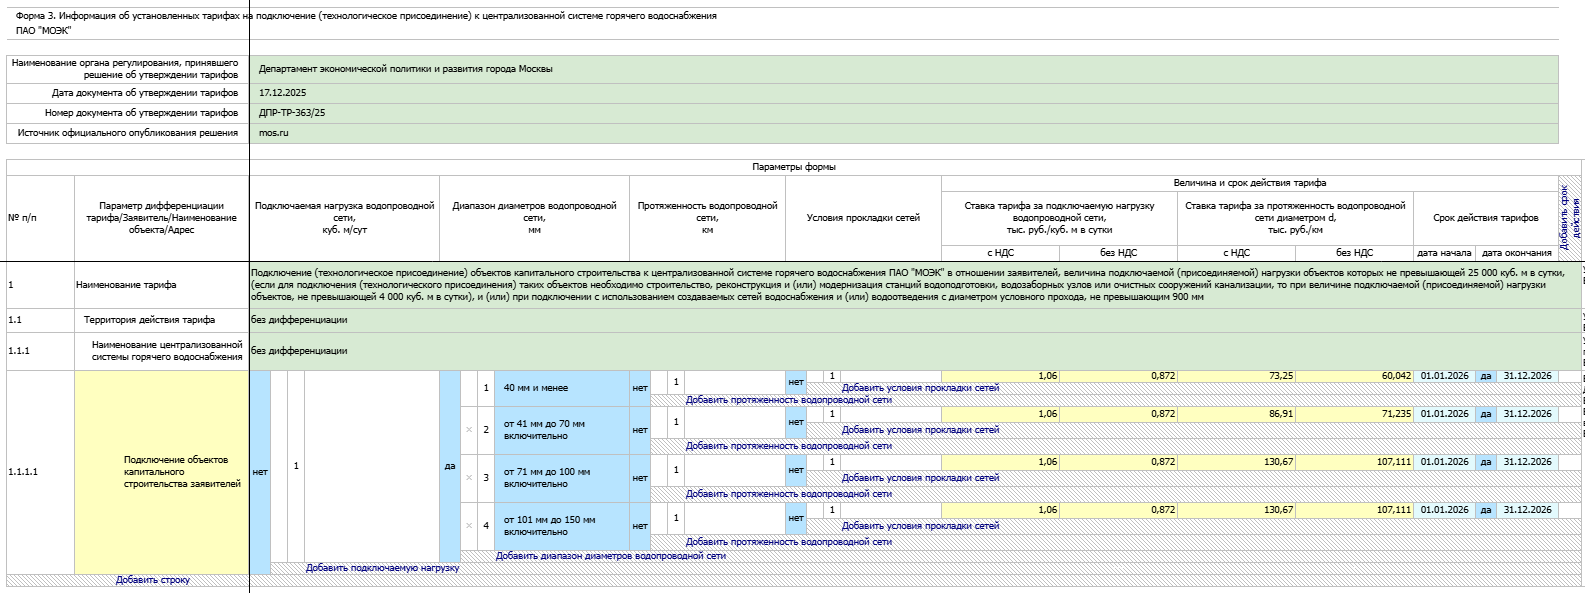 Форма 3. Информация об установленных тарифах на подключение (технологическое присоединение) к централизованной системе горячего водоснабжения
ПАО "МОЭК"
Наименование органа регулирования, принявшего
решение об утверждении тарифов
Департамент экономической политики и развития города Москвы
Дата документа об утверждении тарифов
17.12.2025
Номер документа об утверждении тарифов
ДПР-ТР-363/25
Источник официального опубликования решения
mos.ru
Параметры формы
№ п/п
Параметр дифференциации
тарифа/Заявитель/Наименование
объекта/Адрес
Подключаемая нагрузка водопроводной
сети,
куб. м/сут
Диапазон диаметров водопроводной
сети,
мм
Протяженность водопроводной
сети,
км
Условия прокладки сетей
Величина и срок действия тарифа
Ставка тарифа за подключаемую нагрузку
водопроводной сети,
тыс. руб./куб. м в сутки
Ставка тарифа за протяженность водопроводной
сети диаметром d,
тыс. руб./км
Срок действия тарифов
с НДС
без НДС
с НДС
без НДС
дата начала
дата окончания
Добавить срок
действия
1
Наименование тарифа
Подключение (технологическое присоединение) объектов капитального строительства к централизованной системе горячего водоснабжения ПАО "МОЭК" в отношении заявителей, величина подключаемой (присоединяемой) нагрузки объектов которых не превышающей 25 000 куб. м в сутки,
(если для подключения (технологического присоединения) таких объектов необходимо строительство, реконструкция и (или) модернизация станций водоподготовки, водозаборных узлов или очистных сооружений канализации, то при величине подключаемой (присоединяемой) нагрузки
объектов, не превышающей 4 000 куб. м в сутки), и (или) при подключении с использованием создаваемых сетей водоснабжения и (или) водоотведения с диаметром условного прохода, не превышающим 900 мм
1.1
Территория действия тарифа
без дифференциации
1.1.1
Наименование централизованной
системы горячего водоснабжения
без дифференциации
1.1.1.1
Подключение объектов
капитального
строительства заявителей
нет
1
да
1
40 мм и менее
нет
1
нет
1
1,06
0,872
73,25
60,042
01.01.2026
да
31.12.2026
Добавить условия прокладки сетей
Добавить протяженность водопроводной сети
×
2
от 41 мм до 70 мм
включительно
нет
1
нет
1
1,06
0,872
86,91
71,235
01.01.2026
да
31.12.2026
Добавить условия прокладки сетей
Добавить протяженность водопроводной сети
×
3
от 71 мм до 100 мм
включительно
нет
1
нет
1
1,06
0,872
130,67
107,111
01.01.2026
да
31.12.2026
Добавить условия прокладки сетей
Добавить протяженность водопроводной сети
×
4
от 101 мм до 150 мм
включительно
нет
1
нет
1
1,06
0,872
130,67
107,111
01.01.2026
да
31.12.2026
Добавить условия прокладки сетей
Добавить протяженность водопроводной сети
Добавить диапазон диаметров водопроводной сети
Добавить подключаемую нагрузку
Добавить строку